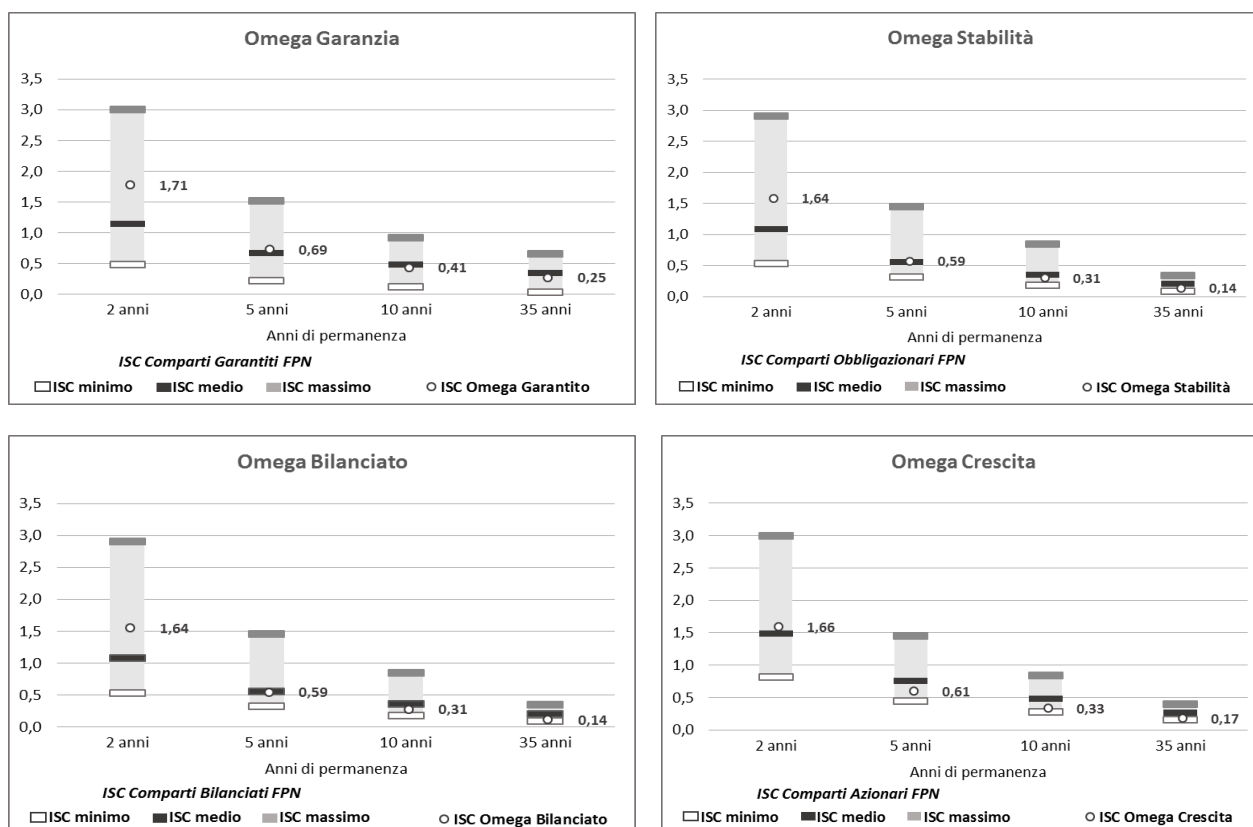 Omega Garanzia
3,5
3,0
2,5
2,0
1,5
1,0
0,5
0,0
1,71
0,69
0,41
0,25
2 anni 5 anni 10 anni 35 anni
Anni di permanenza
ISC Comparti Garantiti FPN
ISC minimo ISC medio ISC massimo ISC Omega Garantito
Omega Stabilità
3,5
3,0
2,5
2,0
1,5
1,0
0,5
0,0
1,64
0,59
0,31
0,14
2 anni 5 anni 10 anni 35 anni
Anni di permanenza
ISC Comparti Obbligazionari FPN
ISC minimo ISC medio ISC massimo ISC Omega Stabilità
Omega Bilanciato
3,5
3,0
2,5
2,0
1,5
1,0
0,5
0,0
1,64
0,59
0,31
0,14
2 anni 5 anni 10 anni 35 anni
Anni di permanenza
ISC Comparti Bilanciati FPN
ISC minimo ISC medio ISC massimo ISC Omega Bilanciato
Omega Crescita
3,5
3,0
2,5
2,0
1,5
1,0
0,5
0,0
1,66
0,61
0,33
0,17
2 anni 5 anni 10 anni 35 anni
Anni di permanenza
ISC Comparti Azionari FPN
ISC minimo ISC medio ISC massimo ISC Omega Crescita